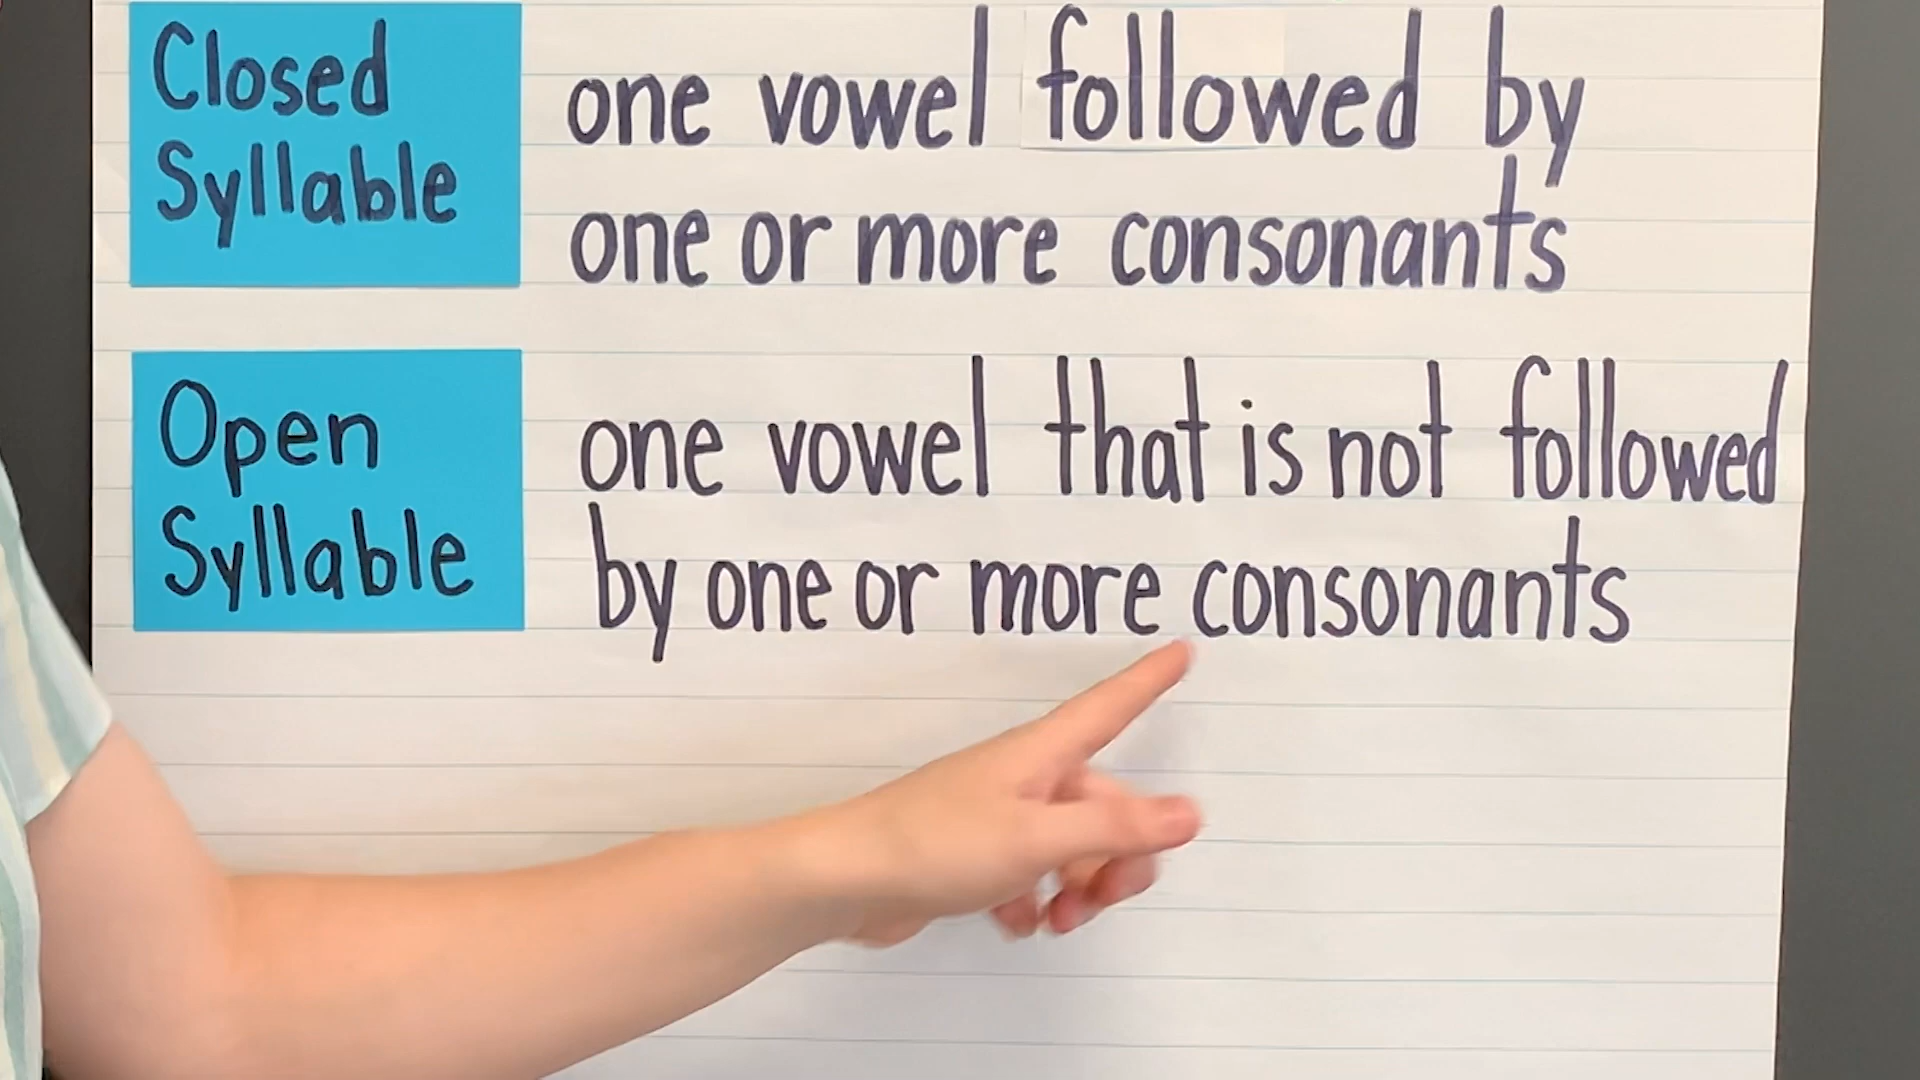 Closed
Syllable
one vowel followed by
one or more consonants
Open
Syllable
one vowel that is not followed
by one or more consonants